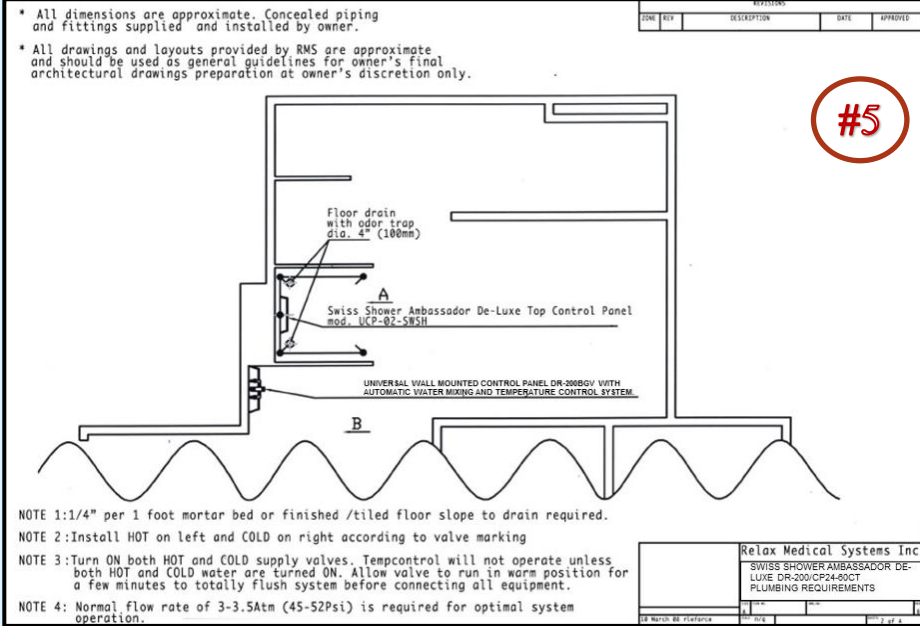 * All dimensions are approximate. Concealed piping
and fittings supplied and installed by owner.
* All drawings and layouts provided by RMS are approximate
and should be used as general guidelines for owner's final
architectural drawings preparation at owner's discretion only.
REVISIONS
ZONE REV DESCRIPTION DATE APPROVED
#5
Floor drain
with odor trap
dia. 4" (100mm)
A
Swiss Shower Ambassador De-Luxe Top Control Panel
mod. UCP-02-SWSH
UNIVERSAL WALL MOUNTED CONTROL PANEL DR-200BGV WITH
AUTOMATIC WATER MIXING AND TEMPERATURE CONTROL SYSTEM.
B
NOTE 1:1/4" per 1 foot mortar bed or finished /tiled floor slope to drain required.
NOTE 2:Install HOT on left and COLD on right according to valve marking
NOTE 3:Turn ON both HOT and COLD supply valves. Tempcontrol will not operate unless
both HOT and COLD water are turned ON. Allow valve to run in warm position for
a few minutes to totally flush system before connecting all equipment.
NOTE 4: Normal flow rate of 3-3.5Atm (45-52Psi) is required for optimal system
operation.
Relax Medical Systems Inc
SWISS SHOWER AMBASSADOR DE-
LUXE DR-200/CP24-60CT
PLUMBING REQUIREMENTS
10 March 06 rleforce
n/a
2 of 4